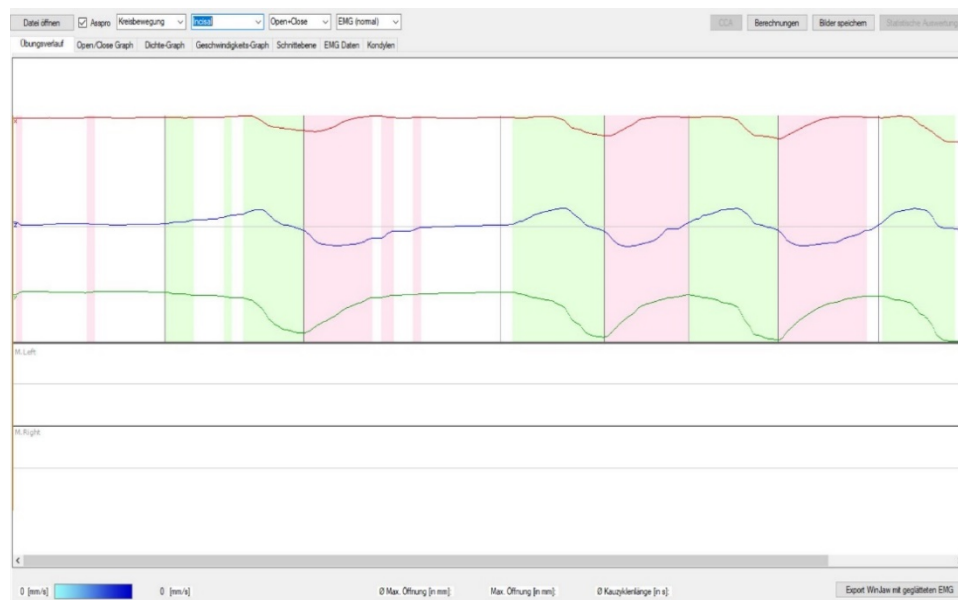 Datei öffnen Asspro Kreisbewegung Incisal Open+Close EMG (normal) CCA Berechnungen Bilder speichern Statistische Auswertung
Übungsverlauf Open/Close Graph Dichte-Graph Geschwindigkeits-Graph Schnittebene EMG Daten Kondylen
M.Left
M.Right
0 [mm/s] 0 [mm/s] Ø Max. Öffnung [in mm]: Max. Öffnung [in mm]: Ø Kauzyklenlänge [in s]: Export WinJaw mit geglätteten EMG